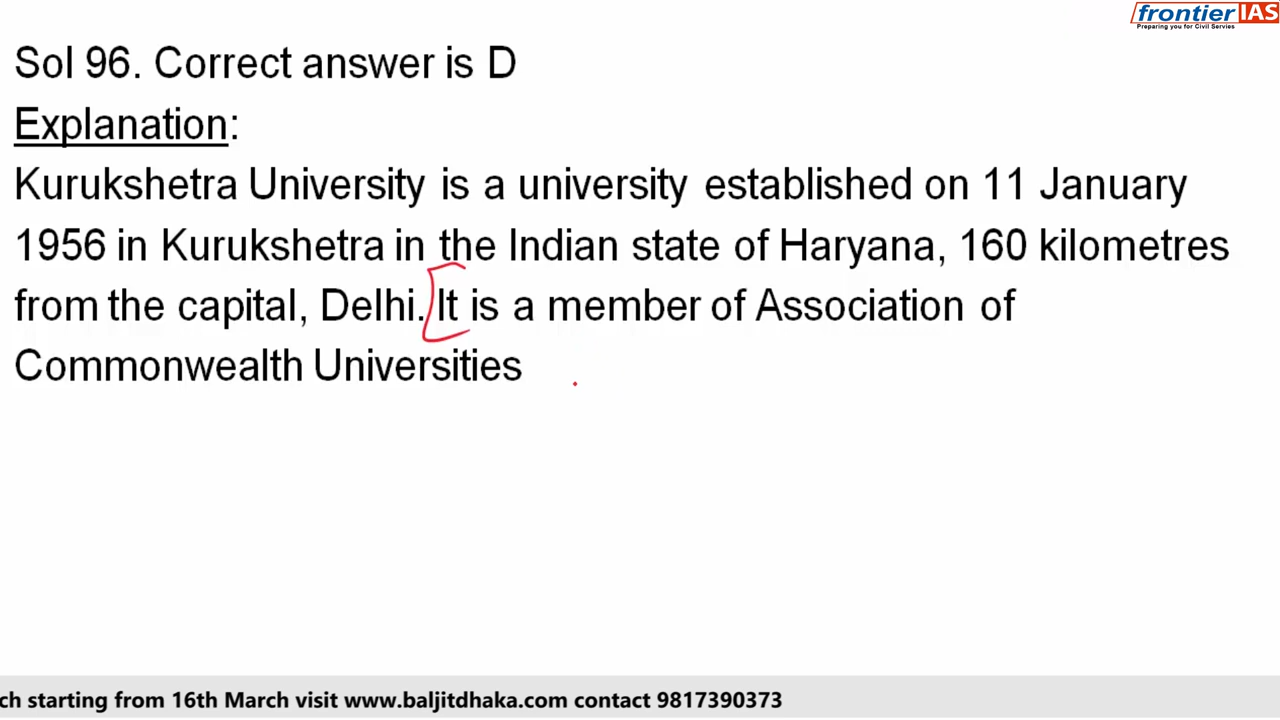 frontier IAS
Preparing you for Civil Servies
Sol 96. Correct answer is D
Explanation:
Kurukshetra University is a university established on 11 January
1956 in Kurukshetra in the Indian state of Haryana, 160 kilometres
from the capital, Delhi. It is a member of Association of
Commonwealth Universities
ch starting from 16th March visit www.baljitdhaka.com contact 9817390373